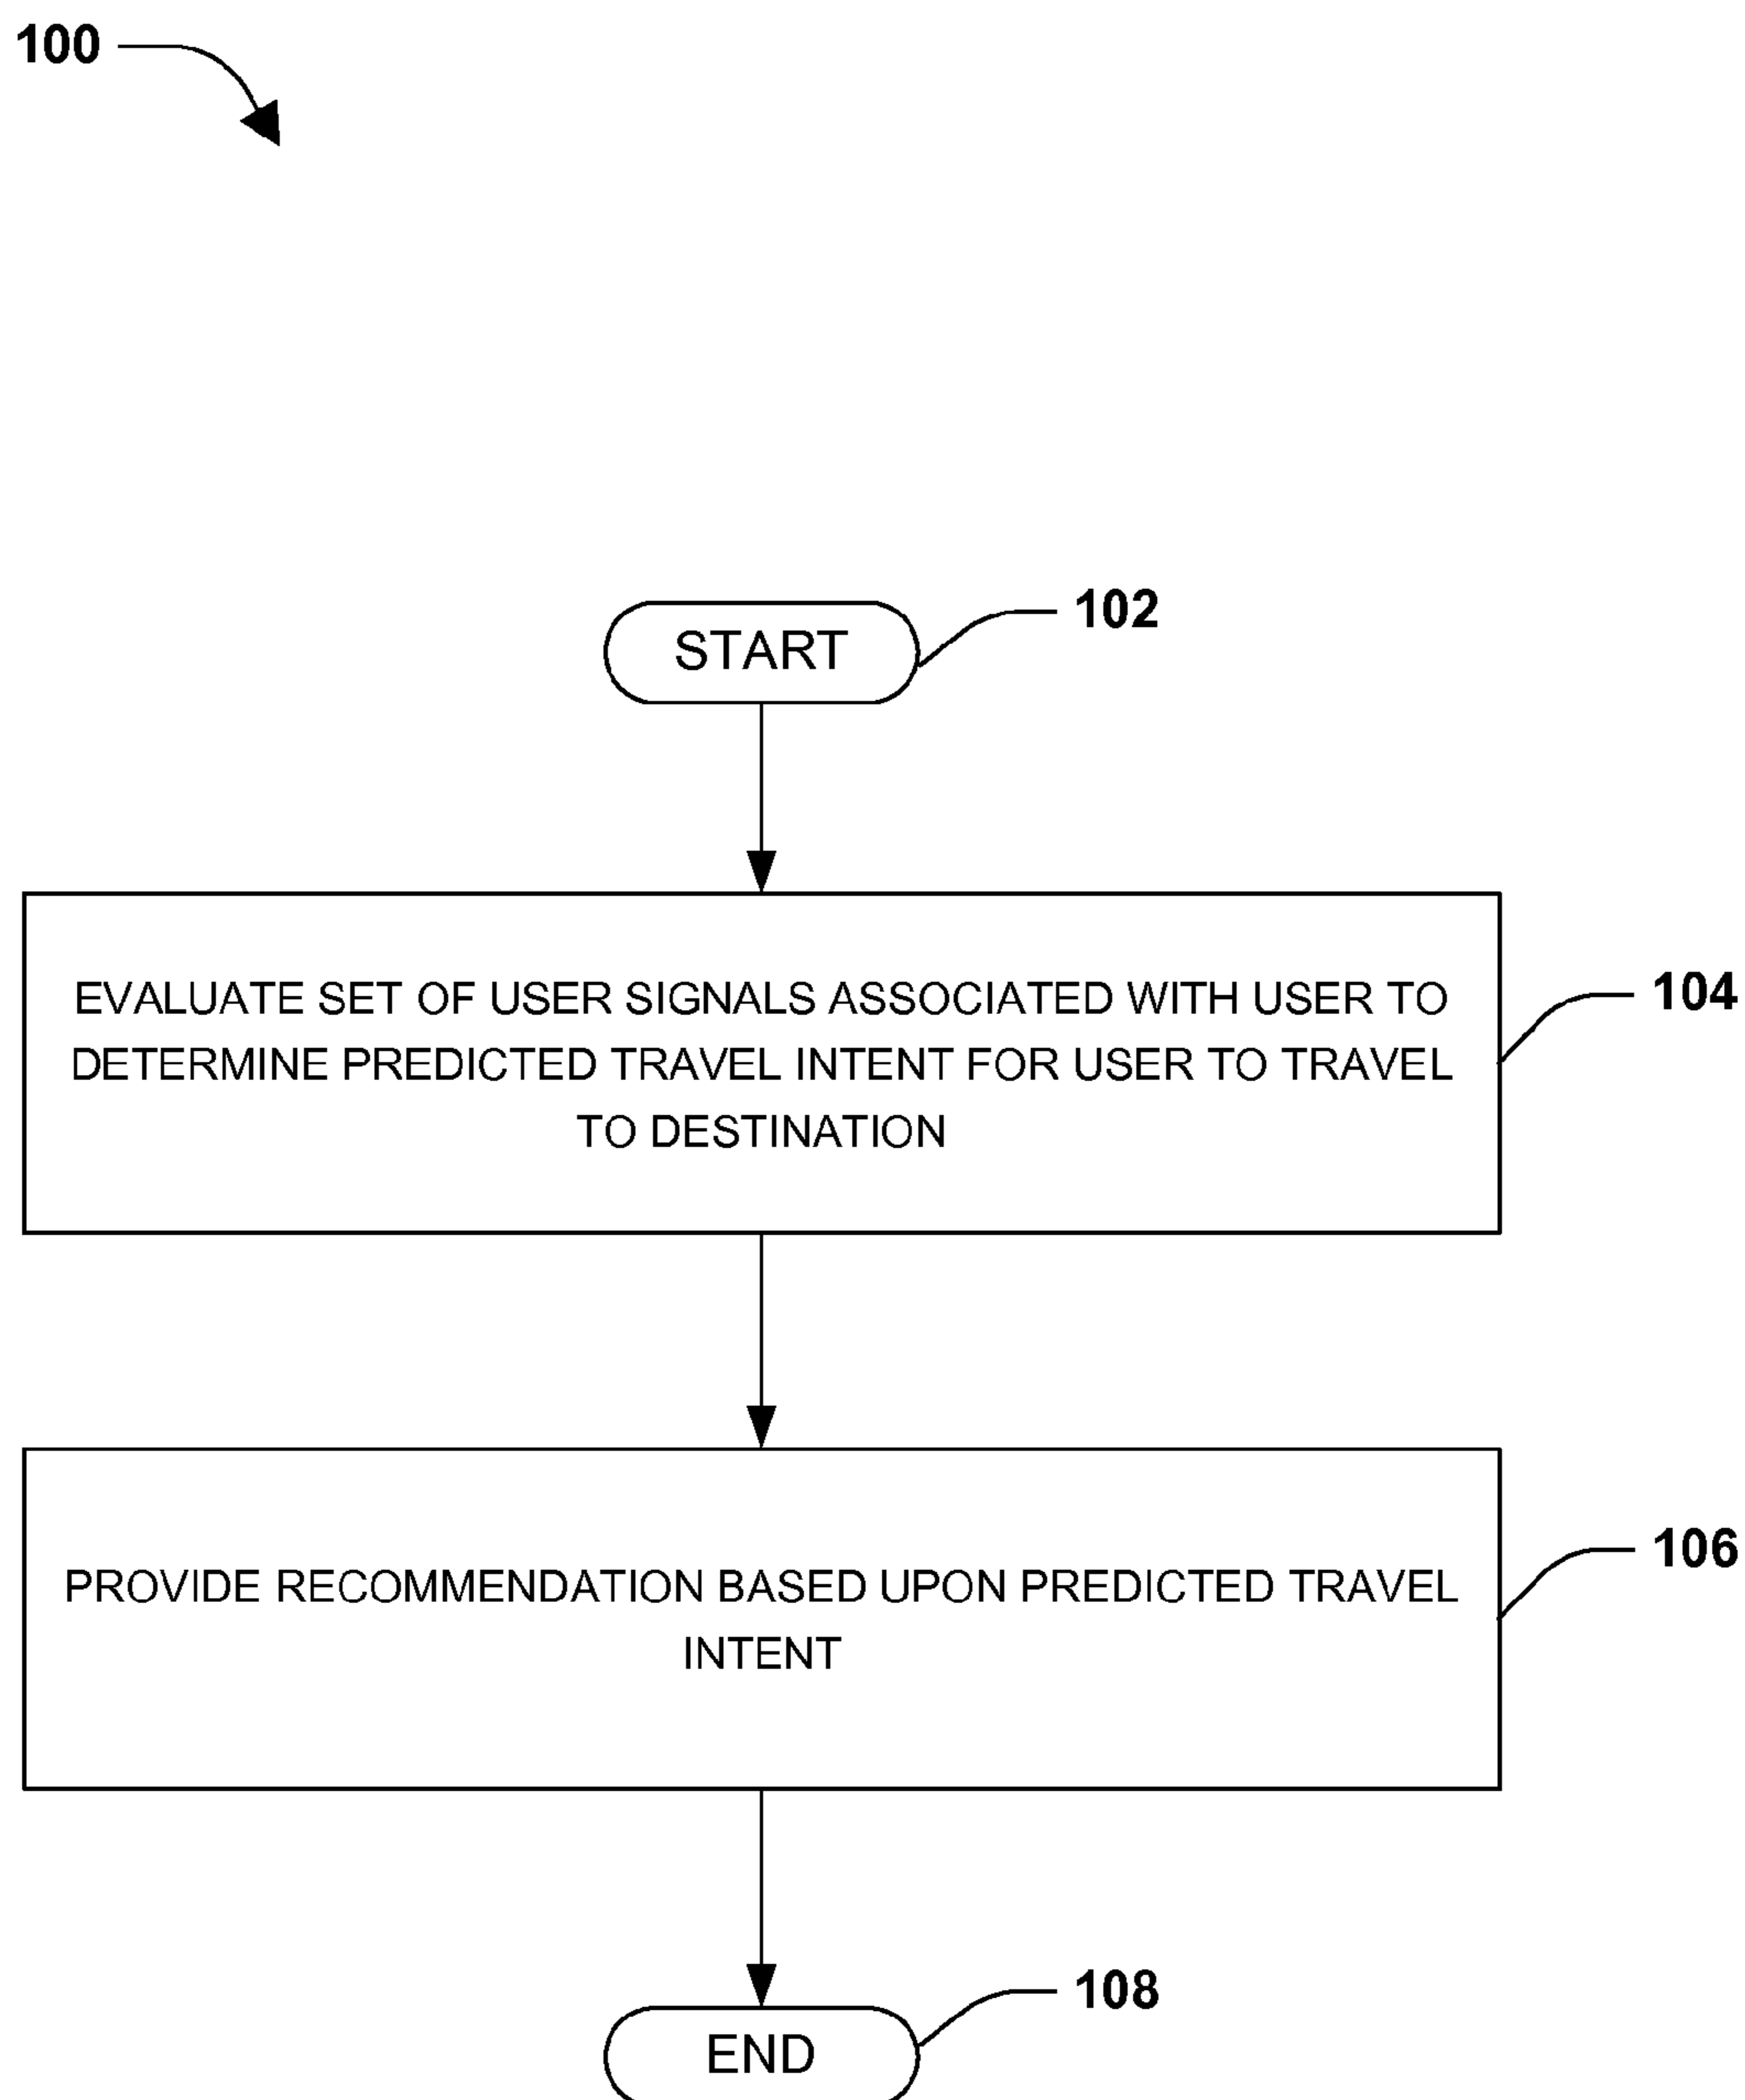 100
START
102
EVALUATE SET OF USER SIGNALS ASSOCIATED WITH USER TO
DETERMINE PREDICTED TRAVEL INTENT FOR USER TO TRAVEL
TO DESTINATION
104
PROVIDE RECOMMENDATION BASED UPON PREDICTED TRAVEL
INTENT
106
END
108